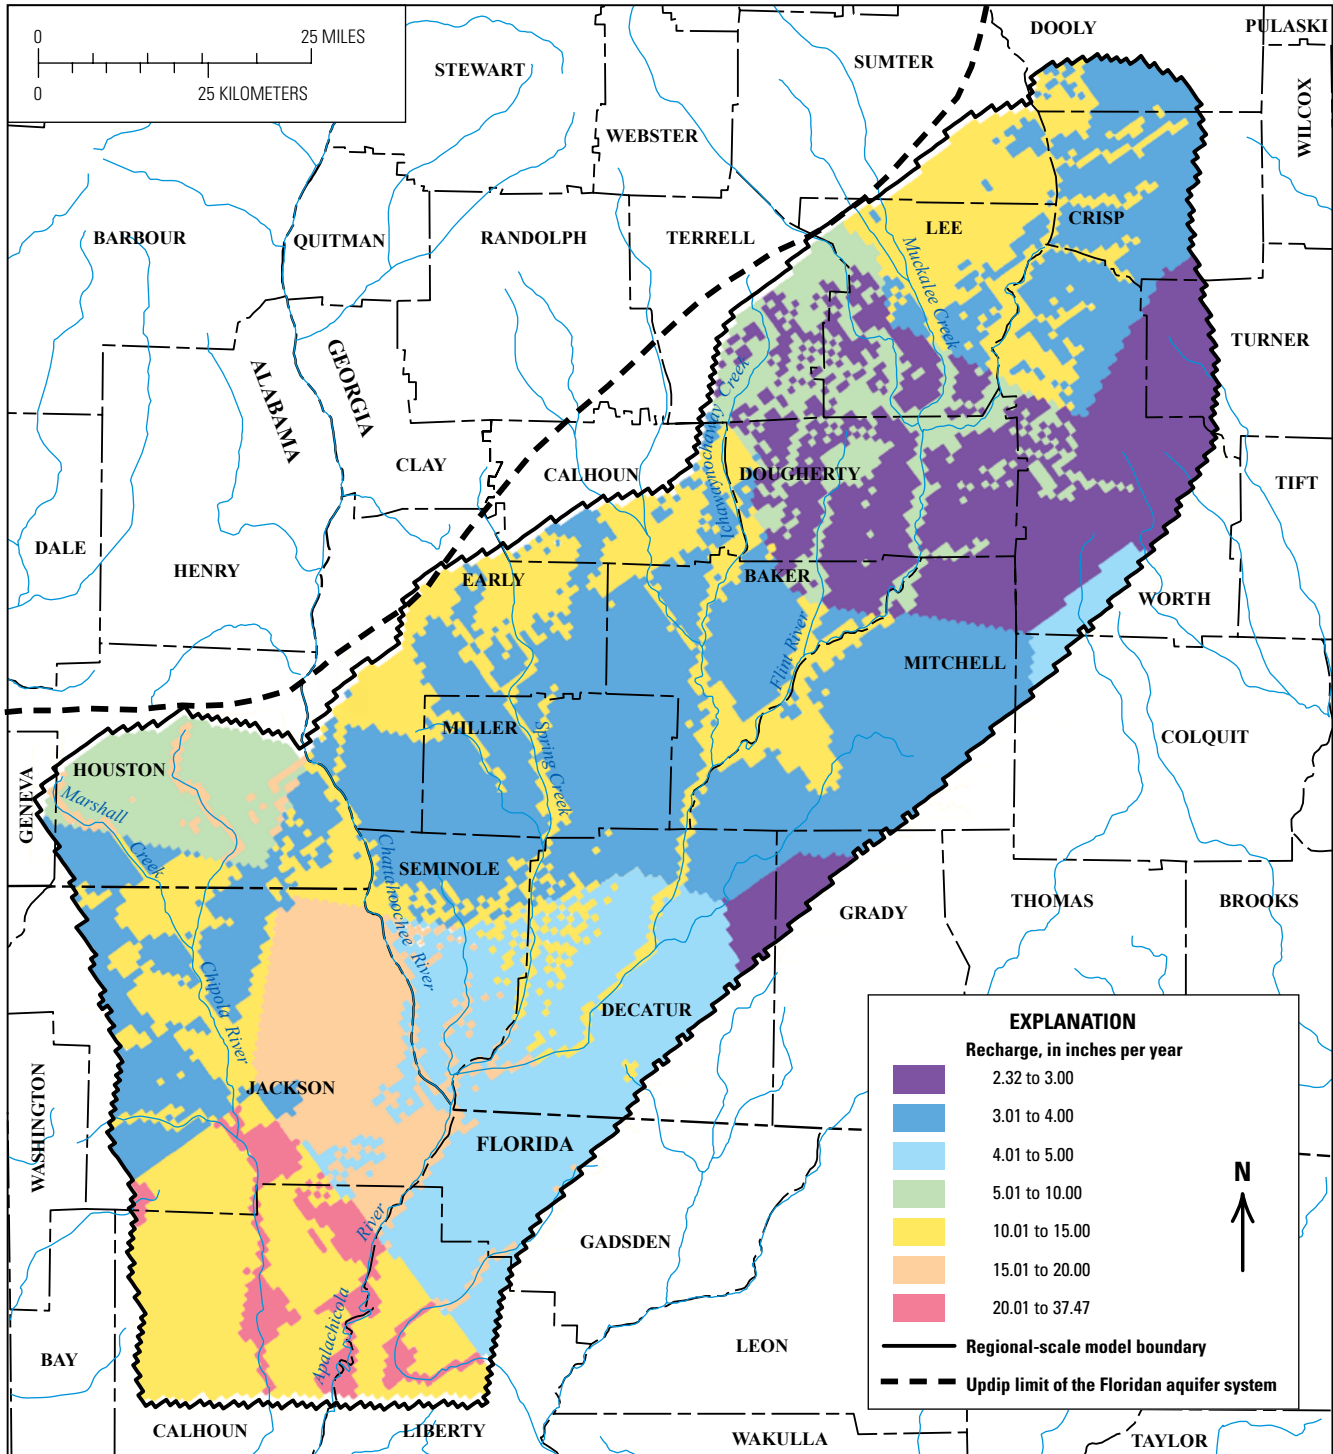 0 25 MILES
0 25 KILOMETERS
DOOLY
PULASKI
SUMTER
STEWART
WEBSTER
WILCOX
BARBOUR
QUITMAN
RANDOLPH
TERRELL
LEE
CRISP
Muckalee Creek
TURNER
GEORGIA
ALABAMA
Ichawaynochaway Creek
CLAY
CALHOUN
DOUGHERTY
TIFT
DALE
HENRY
EARLY
BAKER
WORTH
Flint River
MITCHELL
MILLER
Spring Creek
COLQUIT
HOUSTON
GENEVA
Marshall
Creek
SEMINOLE
Chattahoochee River
GRADY
THOMAS
BROOKS
Chipola River
DECATUR
JACKSON
WASHINGTON
FLORIDA
Apalachicola River
GADSDEN
LEON
BAY
CALHOUN
LIBERTY
WAKULLA
TAYLOR
EXPLANATION
Recharge, in inches per year
2.32 to 3.00
3.01 to 4.00
4.01 to 5.00
5.01 to 10.00
10.01 to 15.00
15.01 to 20.00
20.01 to 37.47
Regional-scale model boundary
Updip limit of the Floridan aquifer system
N